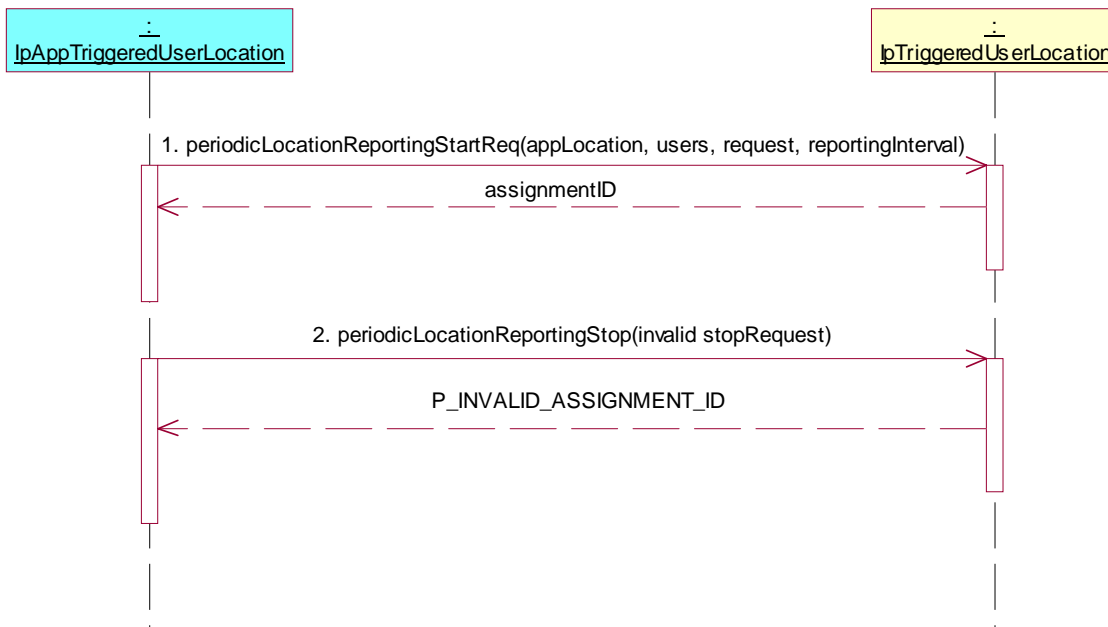 :
IpAppTriggeredUserLocation
:
IpTriggeredUserLocation
1. periodicLocationReportingStartReq(appLocation, users, request, reportingInterval)
assignmentID
2. periodicLocationReportingStop(invalid stopRequest)
P_INVALID_ASSIGNMENT_ID